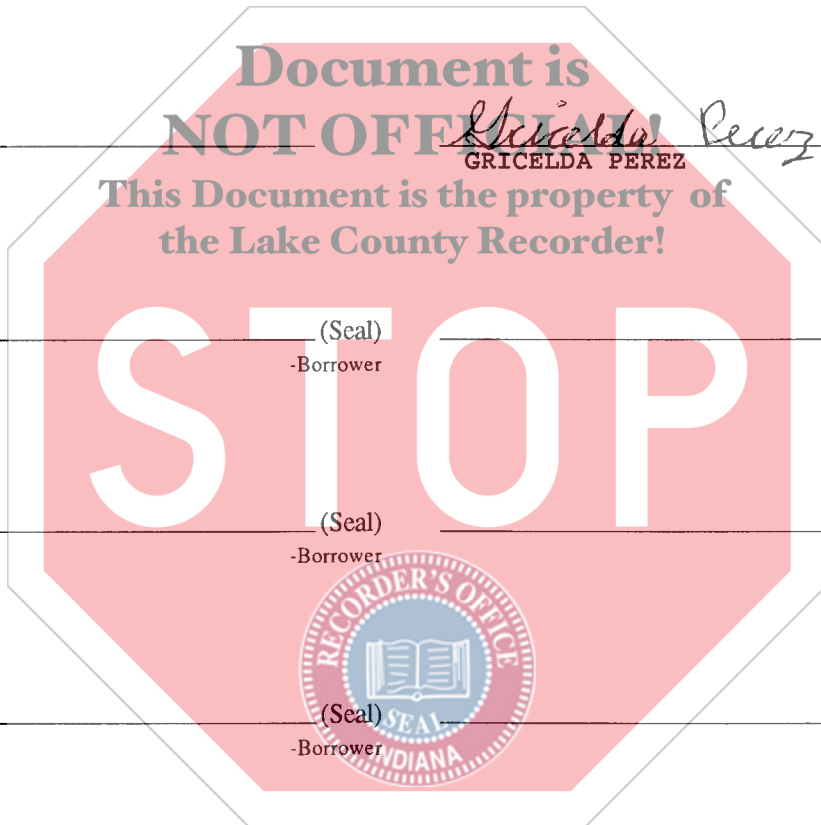 Document is
NOT OFFICIAL!
Gricelda Perez
GRICELDA PEREZ
This Document is the property of
the Lake County Recorder!
STOP
(Seal)
-Borrower
(Seal)
-Borrower
RECORDER'S OFFICE
(Seal)
SEAL
-Borrower
INDIANA